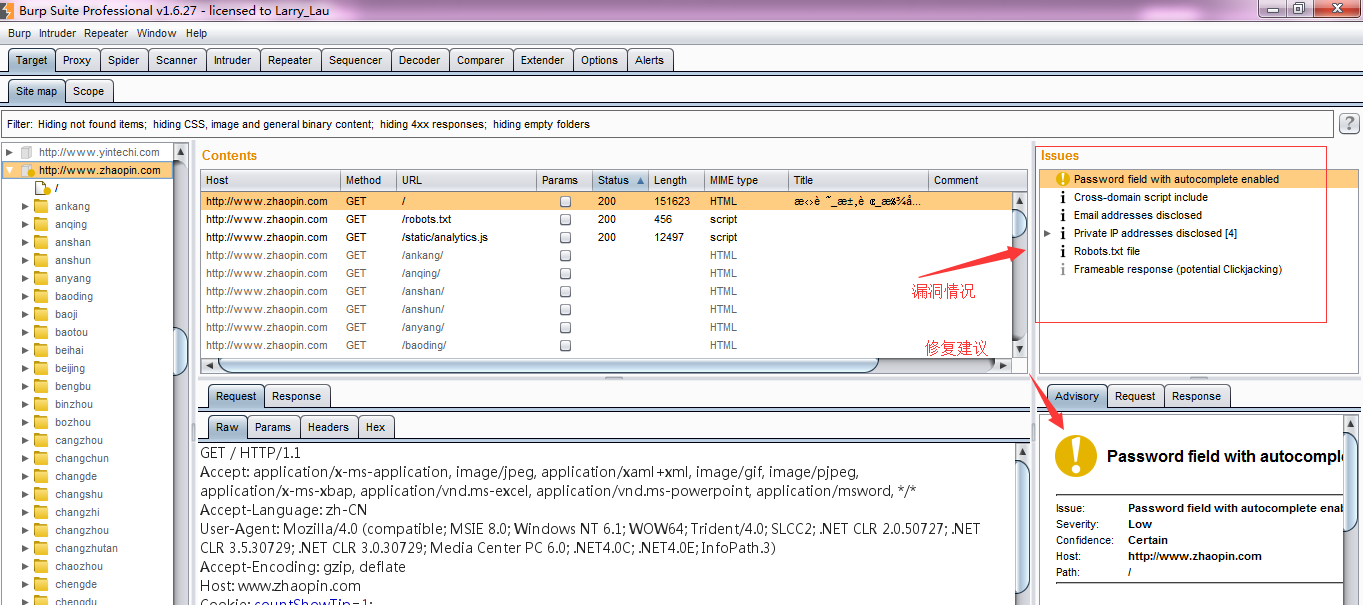 Burp Suite Professional v1.6.27 - licensed to Larry_Lau
Burp Intruder Repeater Window Help
Target Proxy Spider Scanner Intruder Repeater Sequencer Decoder Comparer Extender Options Alerts
Site map Scope
Filter: Hiding not found items; hiding CSS, image and general binary content; hiding 4xx responses; hiding empty folders
?
http://www.yintechi.com
http://www.zhaopin.com
/
ankang
anqing
anshan
anshun
anyang
baoding
baoji
baotou
beihai
beijing
bengbu
binzhou
bozhou
cangzhou
changchun
changde
changshu
changzhi
changzhou
changzhutan
chaozhou
chengde
chengdu
Contents
Host Method URL Params Status Length MIME type Title Comment
http://www.zhaopin.com GET / 200 151623 HTML
http://www.zhaopin.com GET /robots.txt 200 456 script
http://www.zhaopin.com GET /static/analytics.js 200 12497 script
http://www.zhaopin.com GET /ankang/ HTML
http://www.zhaopin.com GET /anqing/ HTML
http://www.zhaopin.com GET /anshan/ HTML
http://www.zhaopin.com GET /anshun/ HTML
http://www.zhaopin.com GET /anyang/ HTML
http://www.zhaopin.com GET /baoding/ HTML
漏洞情况
修复建议
Issues
Password field with autocomplete enabled
Cross-domain script include
Email addresses disclosed
Private IP addresses disclosed [4]
Robots.txt file
Frameable response (potential Clickjacking)
Request Response
Raw Params Headers Hex
GET / HTTP/1.1
Accept: application/x-ms-application, image/jpeg, application/xaml+xml, image/gif, image/pjpeg,
application/x-ms-xbap, application/vnd.ms-excel, application/vnd.ms-powerpoint, application/msword, */*
Accept-Language: zh-CN
User-Agent: Mozilla/4.0 (compatible; MSIE 8.0; Windows NT 6.1; WOW64; Trident/4.0; SLCC2; .NET CLR 2.0.50727; .NET
CLR 3.5.30729; .NET CLR 3.0.30729; Media Center PC 6.0; .NET4.0C; .NET4.0E; InfoPath.3)
Accept-Encoding: gzip, deflate
Host: www.zhaopin.com
Cookie: countShowTip=1;
Advisory Request Response
Password field with autocomple
Issue: Password field with autocomplete enab
Severity: Low
Confidence: Certain
Host: http://www.zhaopin.com
Path: /